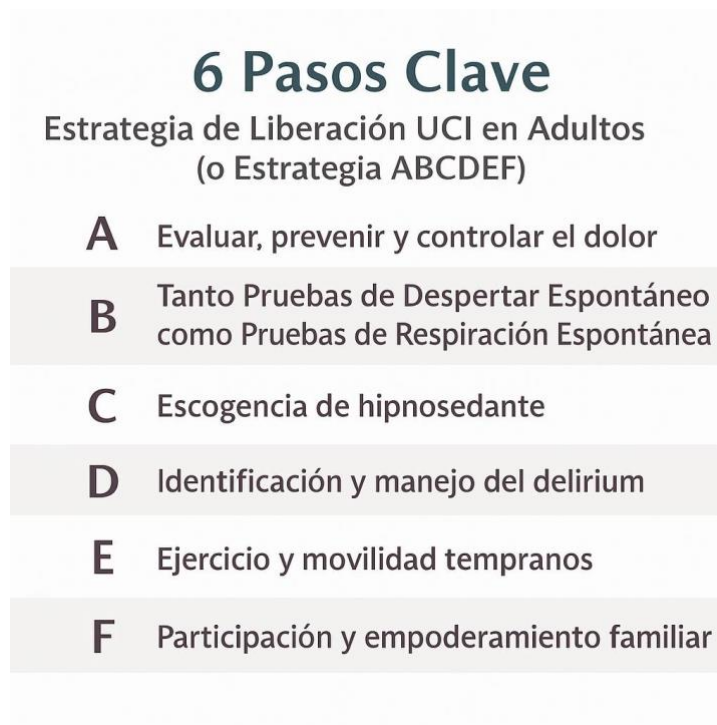 6 Pasos Clave
Estrategia de Liberación UCI en Adultos
(o Estrategia ABCDEF)
A Evaluar, prevenir y controlar el dolor
B Tanto Pruebas de Despertar Espontáneo
como Pruebas de Respiración Espontánea
C Escogencia de hipnosedante
D Identificación y manejo del delirium
E Ejercicio y movilidad tempranos
F Participación y empoderamiento familiar